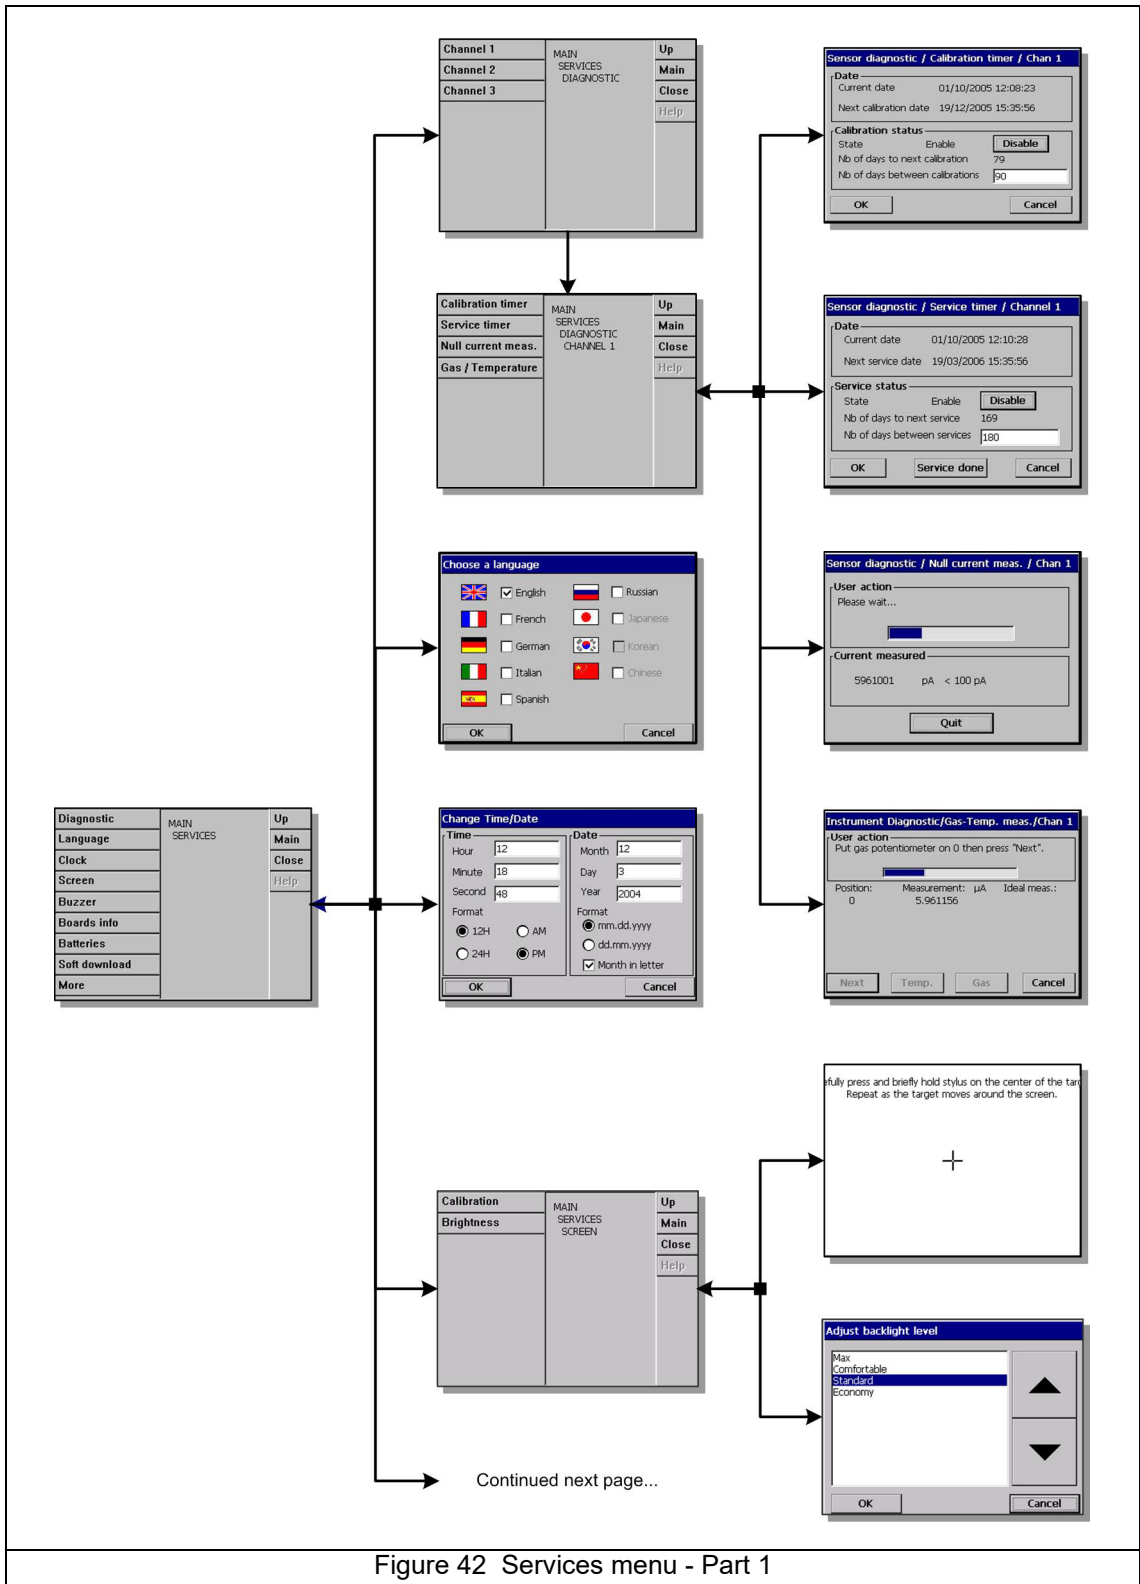 Channel 1
Channel 2
Channel 3
MAIN
SERVICES
DIAGNOSTIC
Up
Main
Close
Help
Sensor diagnostic / Calibration timer / Chan 1
Date
Current date 01/10/2005 12:08:23
Next calibration date 19/12/2005 15:35:56
Calibration status
State Enable Disable
Nb of days to next calibration 79
Nb of days between calibrations 90
OK Cancel
Calibration timer
Service timer
Null current meas.
Gas / Temperature
MAIN
SERVICES
DIAGNOSTIC
CHANNEL 1
Up
Main
Close
Help
Sensor diagnostic / Service timer / Channel 1
Date
Current date 01/10/2005 12:10:28
Next service date 19/03/2006 15:35:56
Service status
State Enable Disable
Nb of days to next service 169
Nb of days between services 180
OK Service done Cancel
Choose a language
English Russian
French Japanese
German Korean
Italian Chinese
Spanish
OK Cancel
Sensor diagnostic / Null current meas. / Chan 1
User action
Please wait...
Current measured
5961001 pA < 100 pA
Quit
Diagnostic
Language
Clock
Screen
Buzzer
Boards info
Batteries
Soft download
More
MAIN
SERVICES
Up
Main
Close
Help
Change Time/Date
Time Date
Hour 12 Month 12
Minute 18 Day 3
Second 48 Year 2004
Format Format
12H AM mm.dd.yyyy
24H PM dd.mm.yyyy
Month in letter
OK Cancel
Instrument Diagnostic/Gas-Temp. meas./Chan 1
User action
Put gas potentiometer on 0 then press "Next".
Position: Measurement: µA Ideal meas.:
0 5.961156
Next Temp. Gas Cancel
efully press and briefly hold stylus on the center of the targ
Repeat as the target moves around the screen.
Calibration
Brightness
MAIN
SERVICES
SCREEN
Up
Main
Close
Help
Adjust backlight level
Max
Comfortable
Standard
Economy
OK Cancel
Continued next page...
Figure 42 Services menu - Part 1